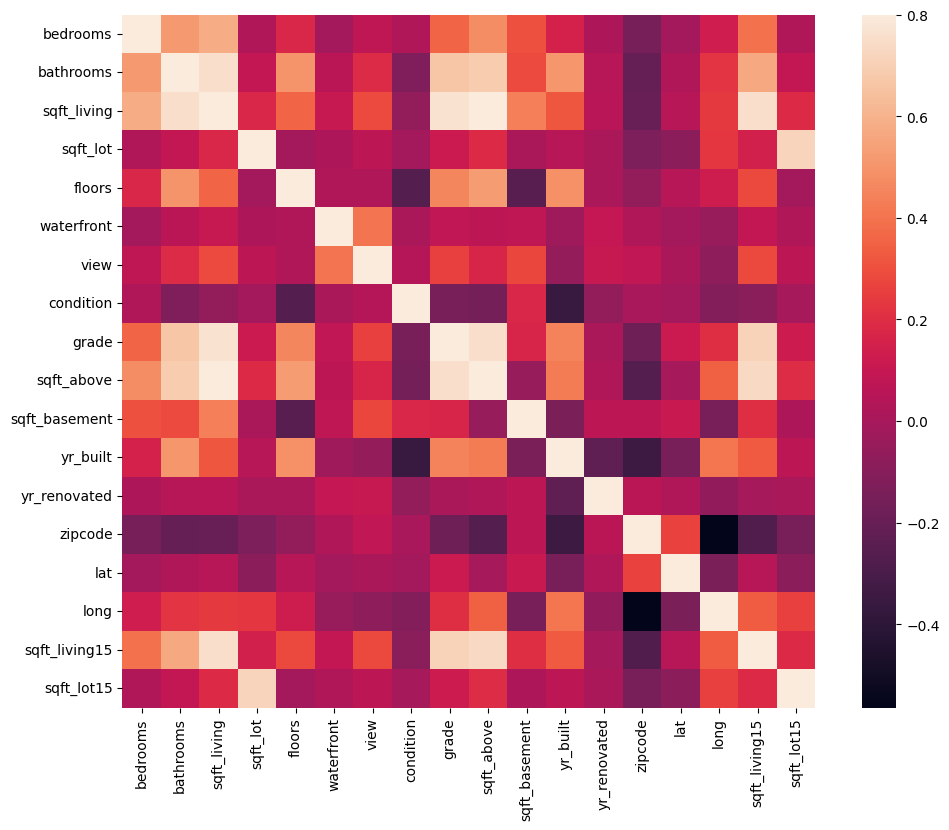 bedrooms
bathrooms
sqft_living
sqft_lot
floors
waterfront
view
condition
grade
sqft_above
sqft_basement
yr_built
yr_renovated
zipcode
lat
long
sqft_living15
sqft_lot15
bedrooms
bathrooms
sqft_living
sqft_lot
floors
waterfront
view
condition
grade
sqft_above
sqft_basement
yr_built
yr_renovated
zipcode
lat
long
sqft_living15
sqft_lot15
0.8
0.6
0.4
0.2
0.0
−0.2
−0.4